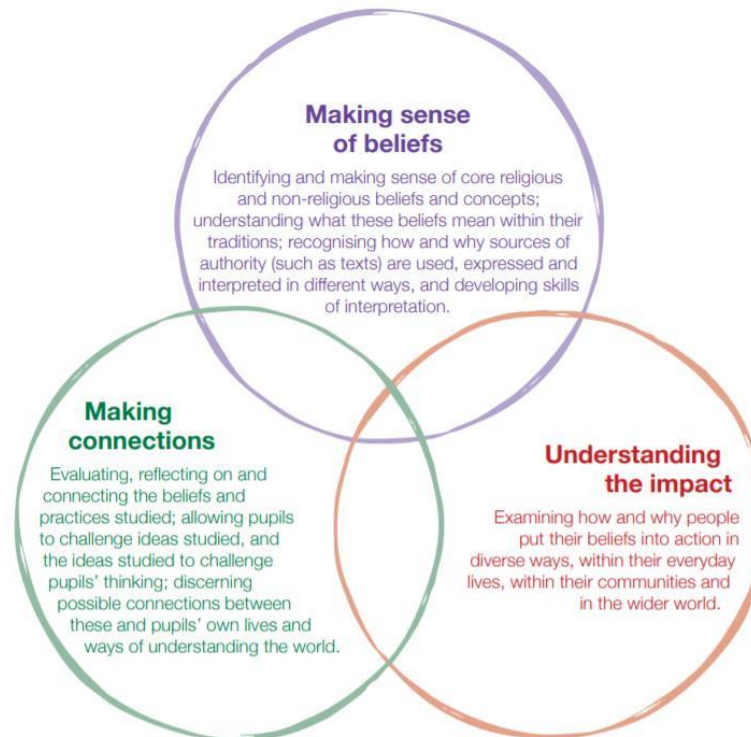 Making sense
of beliefs
Identifying and making sense of core religious
and non-religious beliefs and concepts;
understanding what these beliefs mean within their
traditions; recognising how and why sources of
authority (such as texts) are used, expressed and
interpreted in different ways, and developing skills
of interpretation.
Making
connections
Evaluating, reflecting on and
connecting the beliefs and
practices studied; allowing pupils
to challenge ideas studied, and
the ideas studied to challenge
pupils’ thinking; discerning
possible connections between
these and pupils’ own lives and
ways of understanding the world.
Understanding
the impact
Examining how and why people
put their beliefs into action in
diverse ways, within their everyday
lives, within their communities and
in the wider world.